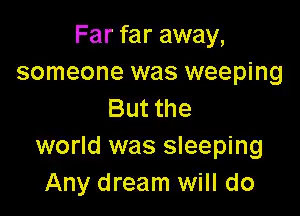 Far far away,
someone was weeping
But the
world was sleeping
Any dream will do